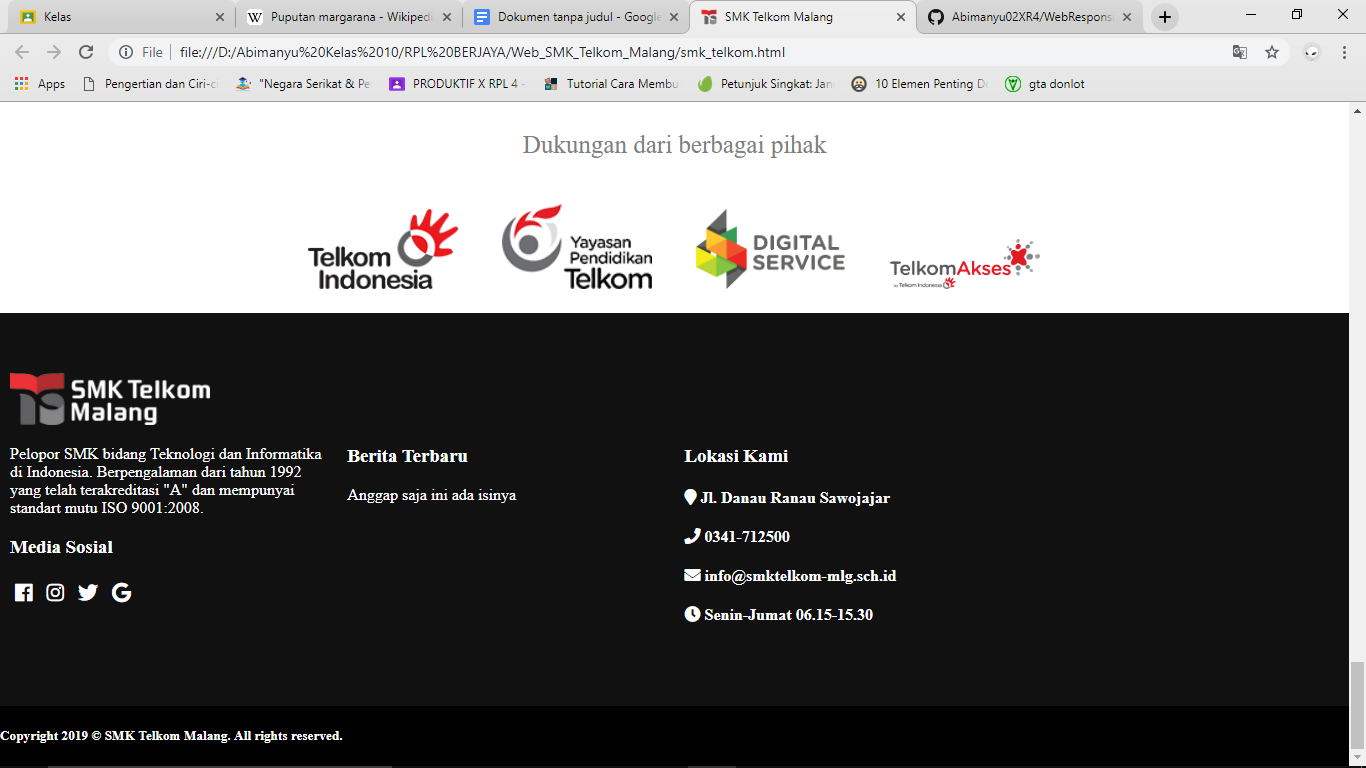 Kelas
Puputan margarana - Wikiped
Dokumen tanpa judul - Google
SMK Telkom Malang
Abimanyu02XR4/WebRespons
File
file:///D:/Abimanyu%20Kelas%2010/RPL%20BERJAYA/Web_SMK_Telkom_Malang/smk_telkom.html
Apps
Pengertian dan Ciri-c
"Negara Serikat & Pe
PRODUKTIF X RPL 4 -
Tutorial Cara Membu
Petunjuk Singkat: Jan
10 Elemen Penting D
gta donlot
Dukungan dari berbagai pihak
Telkom
Indonesia
Yayasan
Pendidikan
Telkom
DIGITAL
SERVICE
TelkomAkses
by Telkom Indonesia
SMK Telkom
Malang
Pelopor SMK bidang Teknologi dan Informatika
di Indonesia. Berpengalaman dari tahun 1992
yang telah terakreditasi "A" dan mempunyai
standart mutu ISO 9001:2008.
Media Sosial
Berita Terbaru
Anggap saja ini ada isinya
Lokasi Kami
Jl. Danau Ranau Sawojajar
0341-712500
info@smktelkom-mlg.sch.id
Senin-Jumat 06.15-15.30
Copyright 2019 © SMK Telkom Malang. All rights reserved.